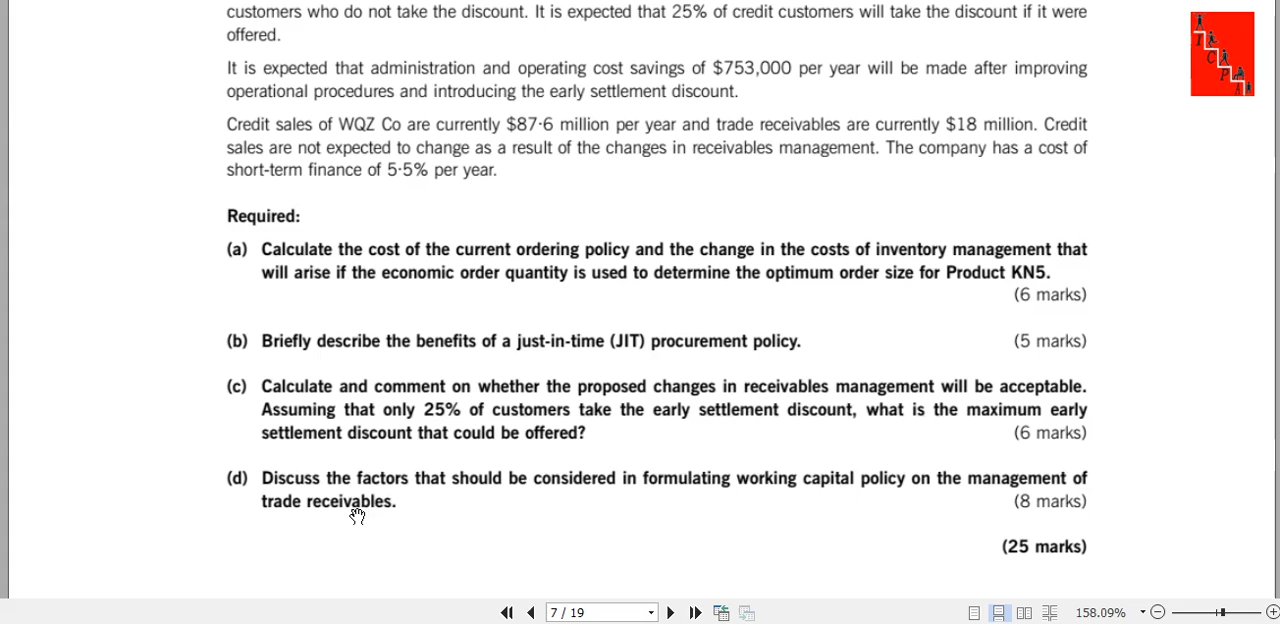 customers who do not take the discount. It is expected that 25% of credit customers will take the discount if it were
offered.
It is expected that administration and operating cost savings of $753,000 per year will be made after improving
operational procedures and introducing the early settlement discount.
Credit sales of WQZ Co are currently $87·6 million per year and trade receivables are currently $18 million. Credit
sales are not expected to change as a result of the changes in receivables management. The company has a cost of
short-term finance of 5·5% per year.
Required:
(a) Calculate the cost of the current ordering policy and the change in the costs of inventory management that
will arise if the economic order quantity is used to determine the optimum order size for Product KN5.
(6 marks)
(b) Briefly describe the benefits of a just-in-time (JIT) procurement policy. (5 marks)
(c) Calculate and comment on whether the proposed changes in receivables management will be acceptable.
Assuming that only 25% of customers take the early settlement discount, what is the maximum early
settlement discount that could be offered? (6 marks)
(d) Discuss the factors that should be considered in formulating working capital policy on the management of
trade receivables. (8 marks)
(25 marks)
T
C
P
A
7 / 19
158.09%